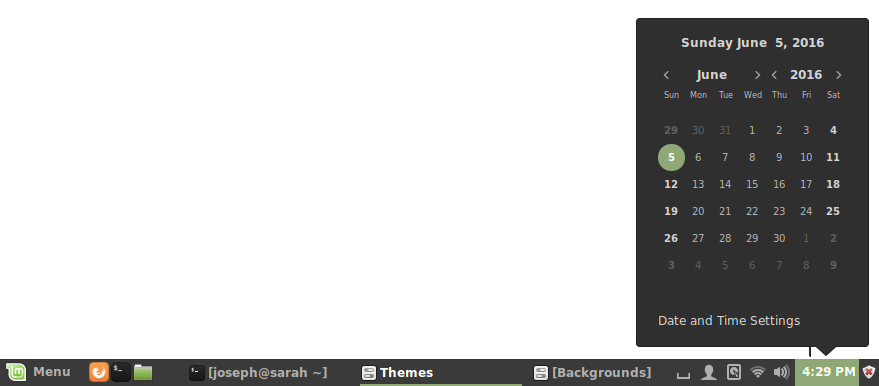 Sunday June 5, 2016
June 2016
Sun Mon Tue Wed Thu Fri Sat
29 30 31 1 2 3 4
5 6 7 8 9 10 11
12 13 14 15 16 17 18
19 20 21 22 23 24 25
26 27 28 29 30 1 2
3 4 5 6 7 8 9
Date and Time Settings
Menu [joseph@sarah ~] Themes [Backgrounds] 4:29 PM